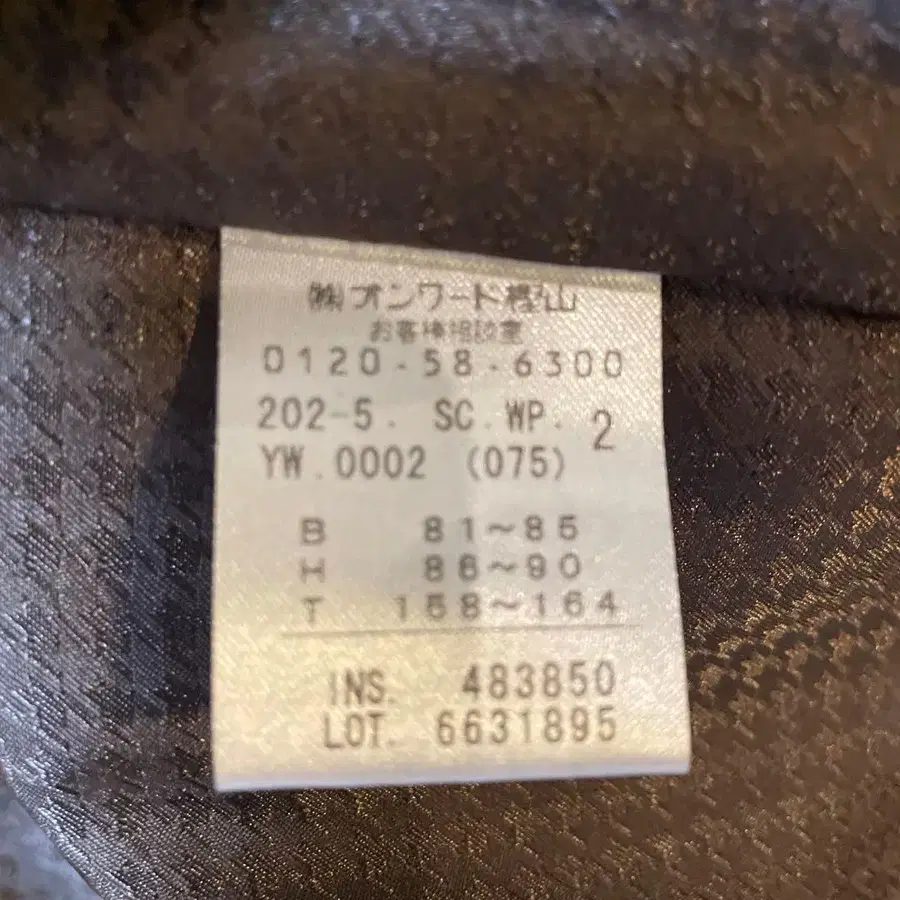 ㈱オンワード樫山
お客様相談室
0120-58-6300
202-5. SC.WP. 2
YW.0002 (075)
B 81~85
H 86~90
T 158~164
INS. 483850
LOT. 6631895